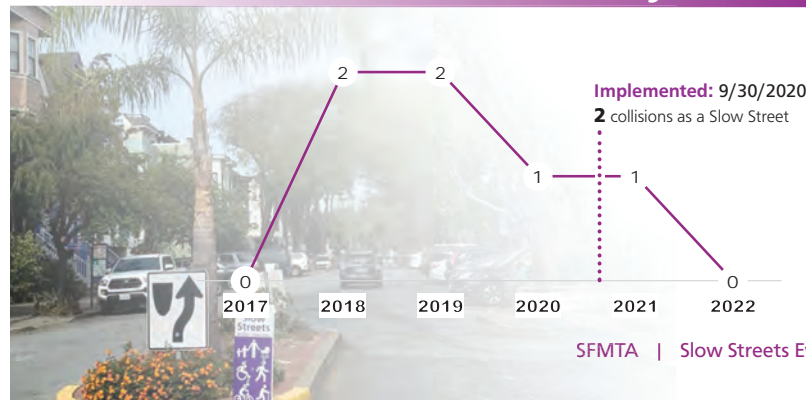 2
2
Implemented: 9/30/2020
2 collisions as a Slow Street
1
1
0
0
2017
2018
2019
2020
2021
2022
Slow
Streets
SFMTA | Slow Streets